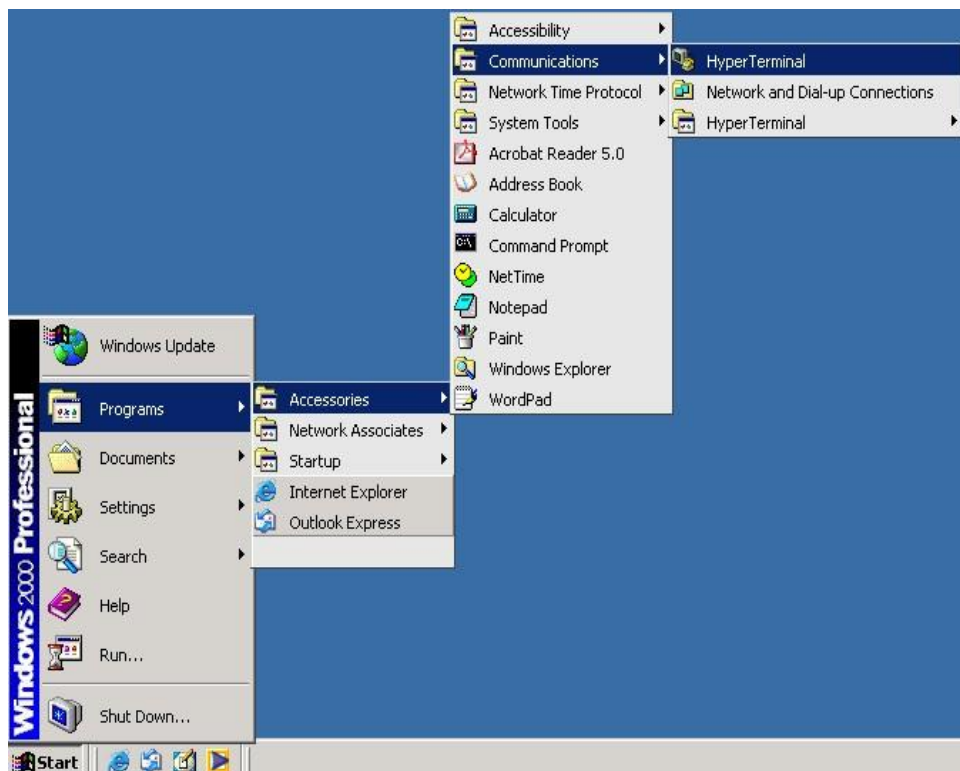 Accessibility
Communications
Network Time Protocol
System Tools
Acrobat Reader 5.0
Address Book
Calculator
Command Prompt
NetTime
Notepad
Paint
Windows Explorer
WordPad
HyperTerminal
Network and Dial-up Connections
HyperTerminal
Windows Update
Programs
Documents
Settings
Search
Help
Run...
Shut Down...
Accessories
Network Associates
Startup
Internet Explorer
Outlook Express
Windows 2000 Professional
Start